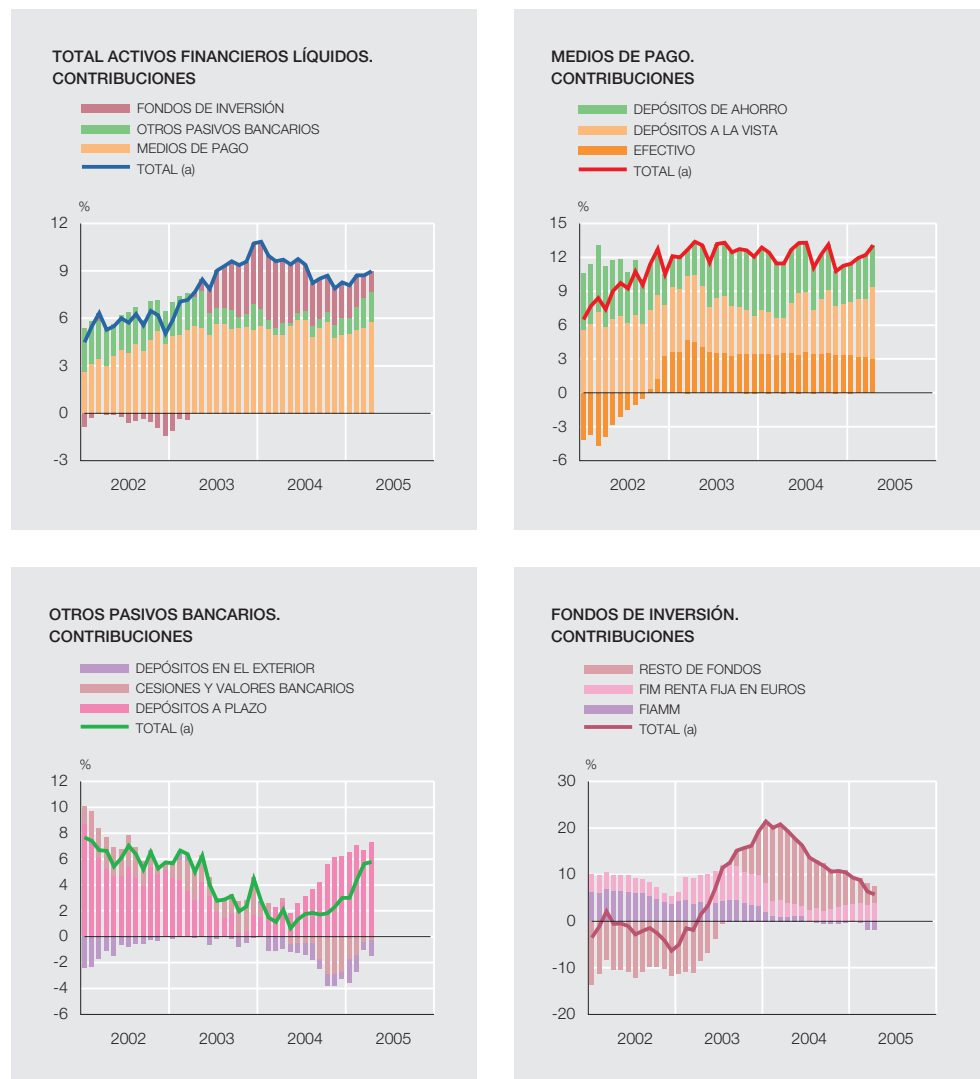 TOTAL ACTIVOS FINANCIEROS LÍQUIDOS.
CONTRIBUCIONES
FONDOS DE INVERSIÓN
OTROS PASIVOS BANCARIOS
MEDIOS DE PAGO
TOTAL (a)
%
12
9
6
3
0
-3
2002 2003 2004 2005
MEDIOS DE PAGO.
CONTRIBUCIONES
DEPÓSITOS DE AHORRO
DEPÓSITOS A LA VISTA
EFECTIVO
TOTAL (a)
%
15
12
9
6
3
0
-3
-6
2002 2003 2004 2005
OTROS PASIVOS BANCARIOS.
CONTRIBUCIONES
DEPÓSITOS EN EL EXTERIOR
CESIONES Y VALORES BANCARIOS
DEPÓSITOS A PLAZO
TOTAL (a)
%
12
10
8
6
4
2
0
-2
-4
-6
2002 2003 2004 2005
FONDOS DE INVERSIÓN.
CONTRIBUCIONES
RESTO DE FONDOS
FIM RENTA FIJA EN EUROS
FIAMM
TOTAL (a)
%
30
20
10
0
-10
-20
2002 2003 2004 2005